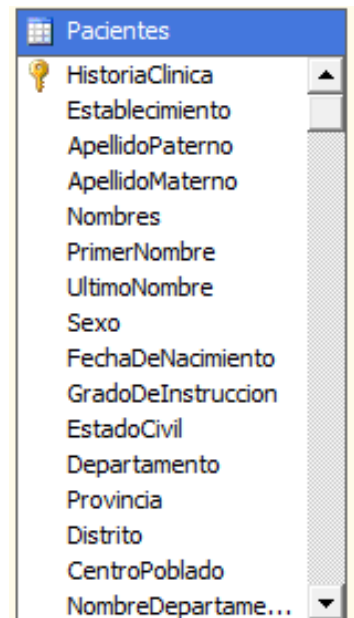 Pacientes
HistoriaClinica
Establecimiento
ApellidoPaterno
ApellidoMaterno
Nombres
PrimerNombre
UltimoNombre
Sexo
FechaDeNacimiento
GradoDeInstruccion
EstadoCivil
Departamento
Provincia
Distrito
CentroPoblado
NombreDepartame...